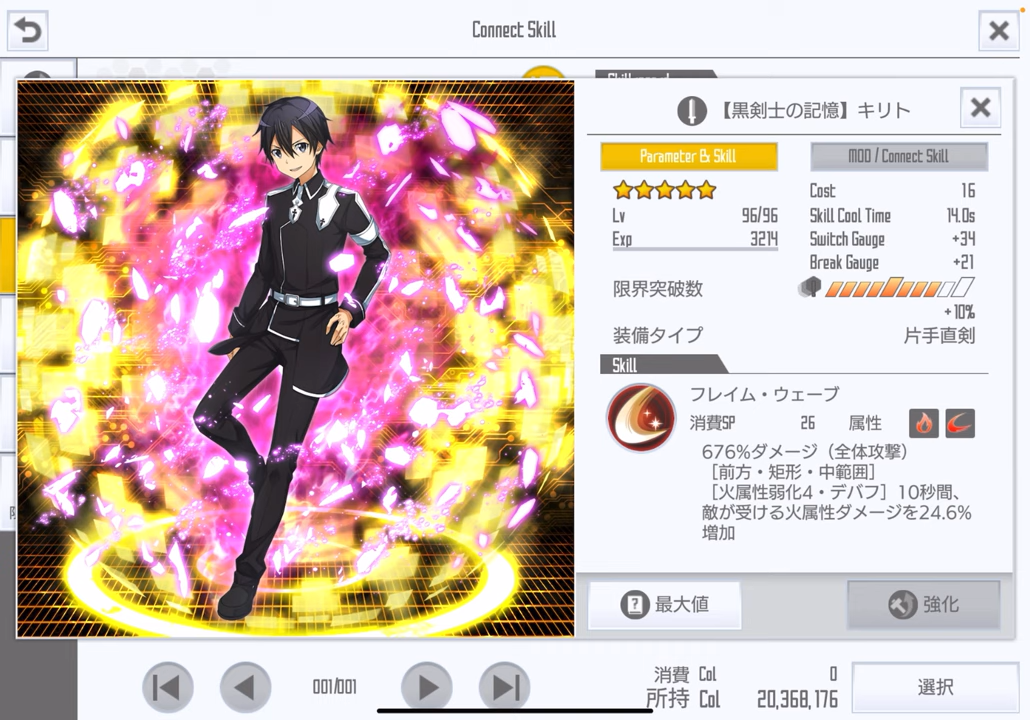 Connect Skill
【黒剣士の記憶】キリト
Parameter & Skill
MOD / Connect Skill
Lv 96/96
Exp 3214
Cost 16
Skill Cool Time 14.0s
Switch Gauge +34
Break Gauge +21
限界突破数
+10%
装備タイプ 片手直剣
Skill
フレイム・ウェーブ
消費SP 26 属性
676%ダメージ（全体攻撃）
［前方・矩形・中範囲］
［火属性弱化4・デバフ］10秒間、
敵が受ける火属性ダメージを24.6%
増加
最大値
強化
001/001
消費 Col 0
所持 Col 20,368,176
選択